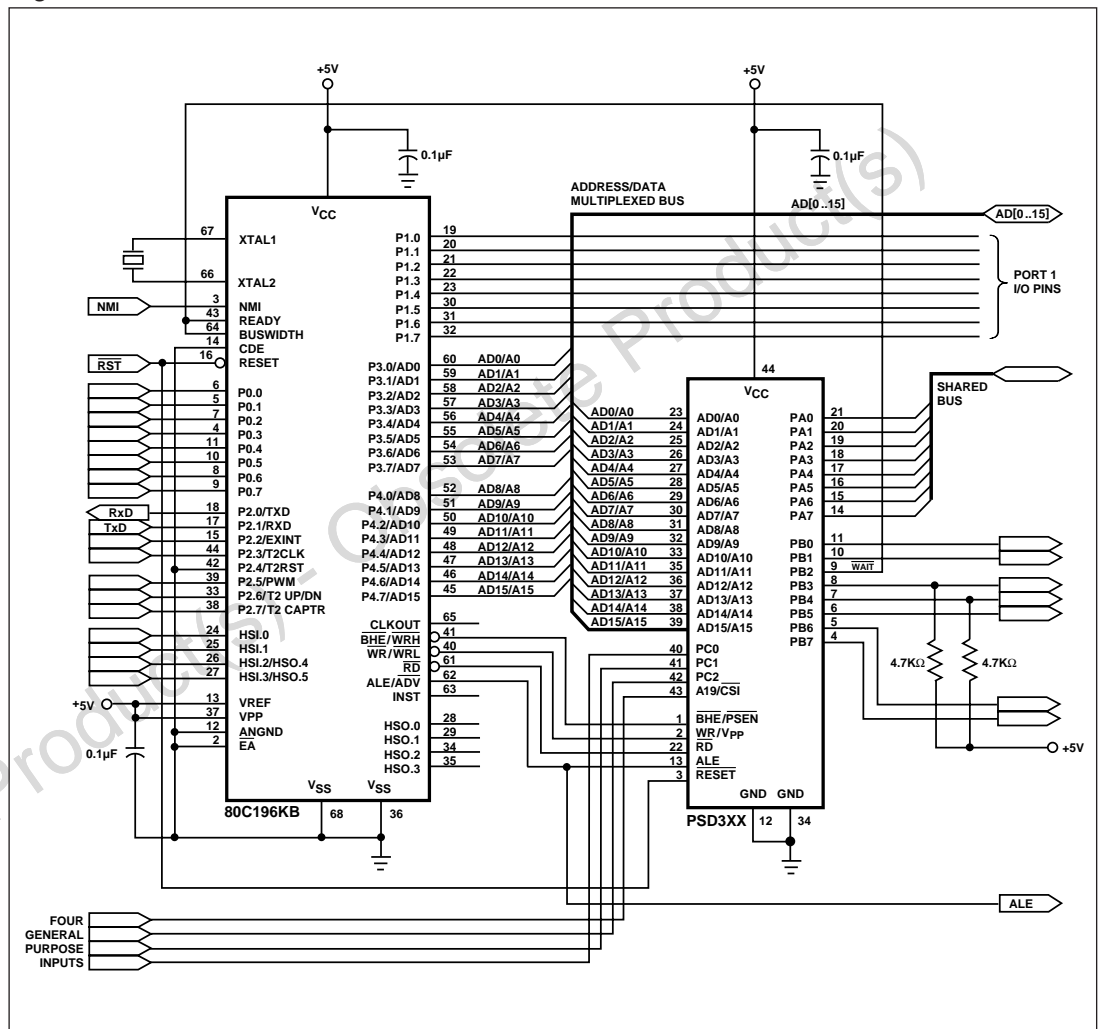 +5V
+5V
0.1µF
0.1µF
ADDRESS/DATA
MULTIPLEXED BUS
AD[0..15]
AD[0..15]
VCC
67
XTAL1
66
XTAL2
NMI
3
NMI
43
READY
64
BUSWIDTH
14
CDE
RST
16
RESET
6
P0.0
5
P0.1
7
P0.2
4
P0.3
11
P0.4
10
P0.5
8
P0.6
9
P0.7
RxD
18
P2.0/TXD
TxD
17
P2.1/RXD
15
P2.2/EXINT
44
P2.3/T2CLK
42
P2.4/T2RST
39
P2.5/PWM
33
P2.6/T2 UP/DN
38
P2.7/T2 CAPTR
24
HSI.0
25
HSI.1
26
HSI.2/HSO.4
27
HSI.3/HSO.5
+5V
13
VREF
37
VPP
12
ANGND
2
EA
0.1µF
VSS
VSS
80C196KB
68
36
P1.0
19
P1.1
20
P1.2
21
P1.3
22
P1.4
23
P1.5
30
P1.6
31
P1.7
32
PORT 1
I/O PINS
P3.0/AD0
60
AD0/A0
P3.1/AD1
59
AD1/A1
P3.2/AD2
58
AD2/A2
P3.3/AD3
57
AD3/A3
P3.4/AD4
56
AD4/A4
P3.5/AD5
55
AD5/A5
P3.6/AD6
54
AD6/A6
P3.7/AD7
53
AD7/A7
P4.0/AD8
52
AD8/A8
P4.1/AD9
51
AD9/A9
P4.2/AD10
50
AD10/A10
P4.3/AD11
49
AD11/A11
P4.4/AD12
48
AD12/A12
P4.5/AD13
47
AD13/A13
P4.6/AD14
46
AD14/A14
P4.7/AD15
45
AD15/A15
CLKOUT
65
BHE/WRH
41
WR/WRL
40
RD
61
ALE/ADV
62
INST
63
HSO.0
28
HSO.1
29
HSO.2
34
HSO.3
35
44
VCC
AD0/A0
23
AD0/A0
AD1/A1
24
AD1/A1
AD2/A2
25
AD2/A2
AD3/A3
26
AD3/A3
AD4/A4
27
AD4/A4
AD5/A5
28
AD5/A5
AD6/A6
29
AD6/A6
AD7/A7
30
AD7/A7
AD8/A8
31
AD8/A8
AD9/A9
32
AD9/A9
AD10/A10
33
AD10/A10
AD11/A11
35
AD11/A11
AD12/A12
36
AD12/A12
AD13/A13
37
AD13/A13
AD14/A14
38
AD14/A14
AD15/A15
39
AD15/A15
40
PC0
41
PC1
42
PC2
43
A19/CSI
1
BHE/PSEN
2
WR/VPP
22
RD
13
ALE
3
RESET
GND
GND
PSD3XX
12
34
PA0
21
PA1
20
PA2
19
PA3
18
PA4
17
PA5
16
PA6
15
PA7
14
SHARED
BUS
PB0
11
PB1
10
PB2
9
WAIT
PB3
8
PB4
7
PB5
6
PB6
5
PB7
4
4.7KΩ
4.7KΩ
+5V
ALE
FOUR
GENERAL
PURPOSE
INPUTS
Product(s) - Obsolete Product(s)